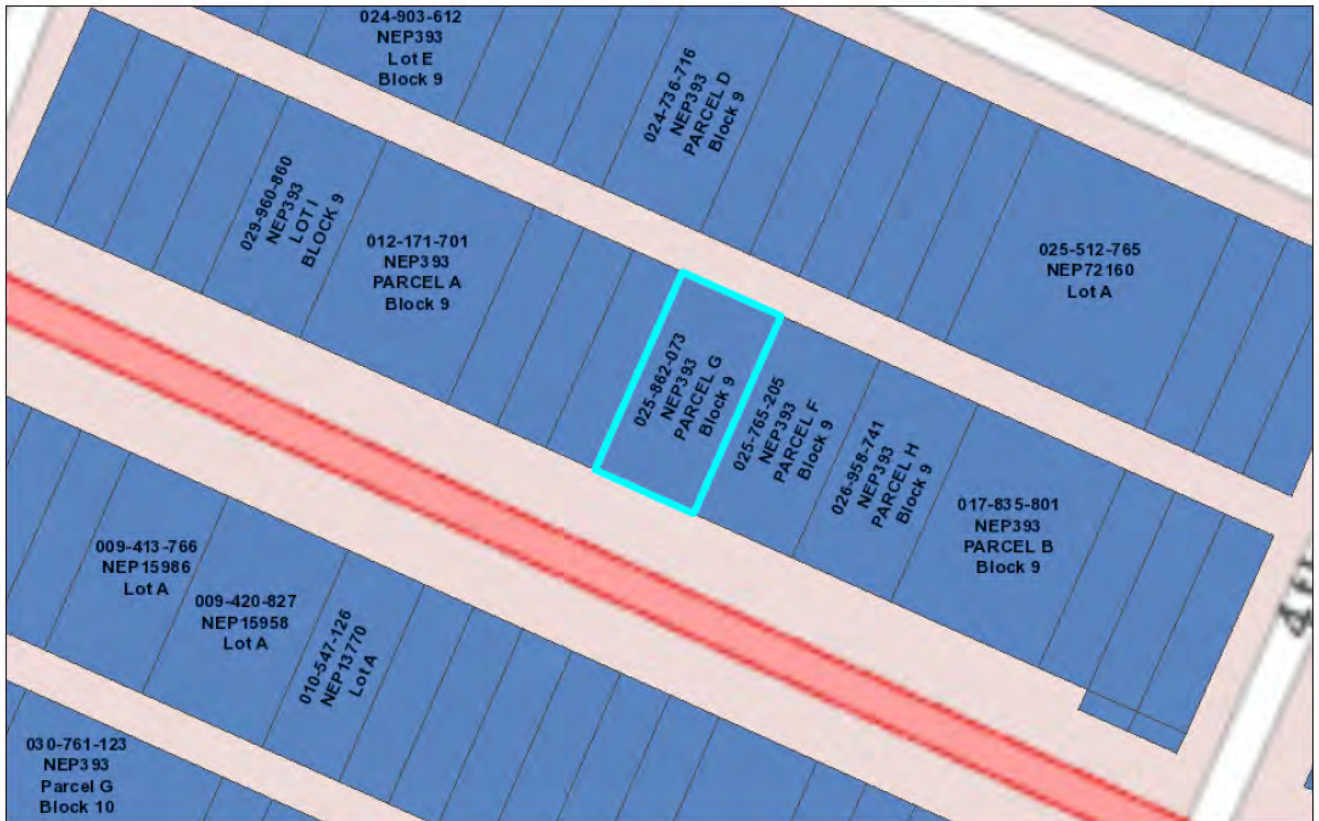 024-903-612
NEP393
Lot E
Block 9
024-736-716
NEP393
PARCEL D
Block 9
029-960-860
NEP393
LOT I
BLOCK 9
012-171-701
NEP393
PARCEL A
Block 9
025-512-765
NEP72160
Lot A
025-862-073
NEP393
PARCEL G
Block 9
025-765-205
NEP393
PARCEL F
Block 9
026-958-741
NEP393
PARCEL H
Block 9
017-835-801
NEP393
PARCEL B
Block 9
009-413-766
NEP15986
Lot A
009-420-827
NEP15958
Lot A
010-547-126
NEP13770
Lot A
030-761-123
NEP393
Parcel G
Block 10